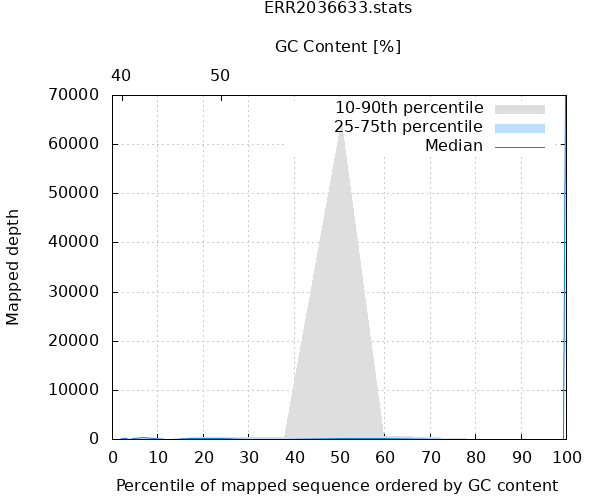 ERR2036633.stats
GC Content [%]
40 50
70000
60000
50000
40000
30000
20000
10000
0
Mapped depth
10-90th percentile
25-75th percentile
Median
0 10 20 30 40 50 60 70 80 90 100
Percentile of mapped sequence ordered by GC content